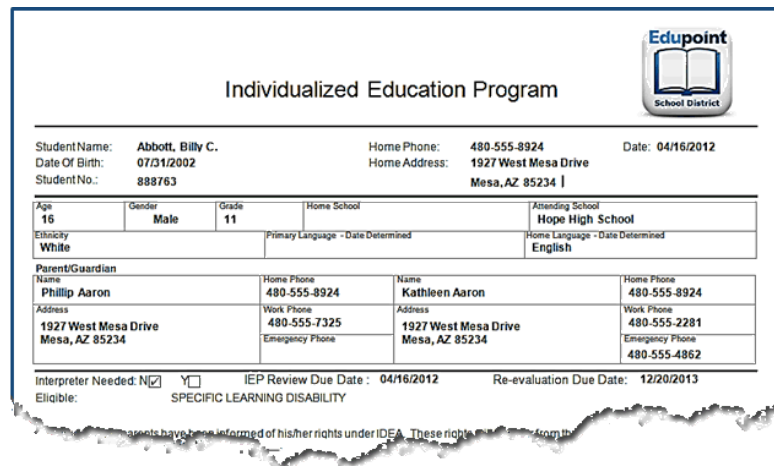 Edupoint
School District
Individualized Education Program
Student Name: Abbott, Billy C. Home Phone: 480-555-8924 Date: 04/16/2012
Date Of Birth: 07/31/2002 Home Address: 1927 West Mesa Drive
Student No.: 888763 Mesa, AZ 85234
Age Gender Grade Home School Attending School
16 Male 11 Hope High School
Ethnicity Primary Language - Date Determined Home Language - Date Determined
White English
Parent/Guardian
Name Home Phone Name Home Phone
Phillip Aaron 480-555-8924 Kathleen Aaron 480-555-8924
Address Work Phone Address Work Phone
1927 West Mesa Drive 480-555-7325 1927 West Mesa Drive 480-555-2281
Mesa, AZ 85234 Emergency Phone Mesa, AZ 85234 Emergency Phone
480-555-4862
Interpreter Needed: N☑ Y☐ IEP Review Due Date : 04/16/2012 Re-evaluation Due Date: 12/20/2013
Eligible: SPECIFIC LEARNING DISABILITY
parents have been informed of his/her rights under IDEA. These rights from the